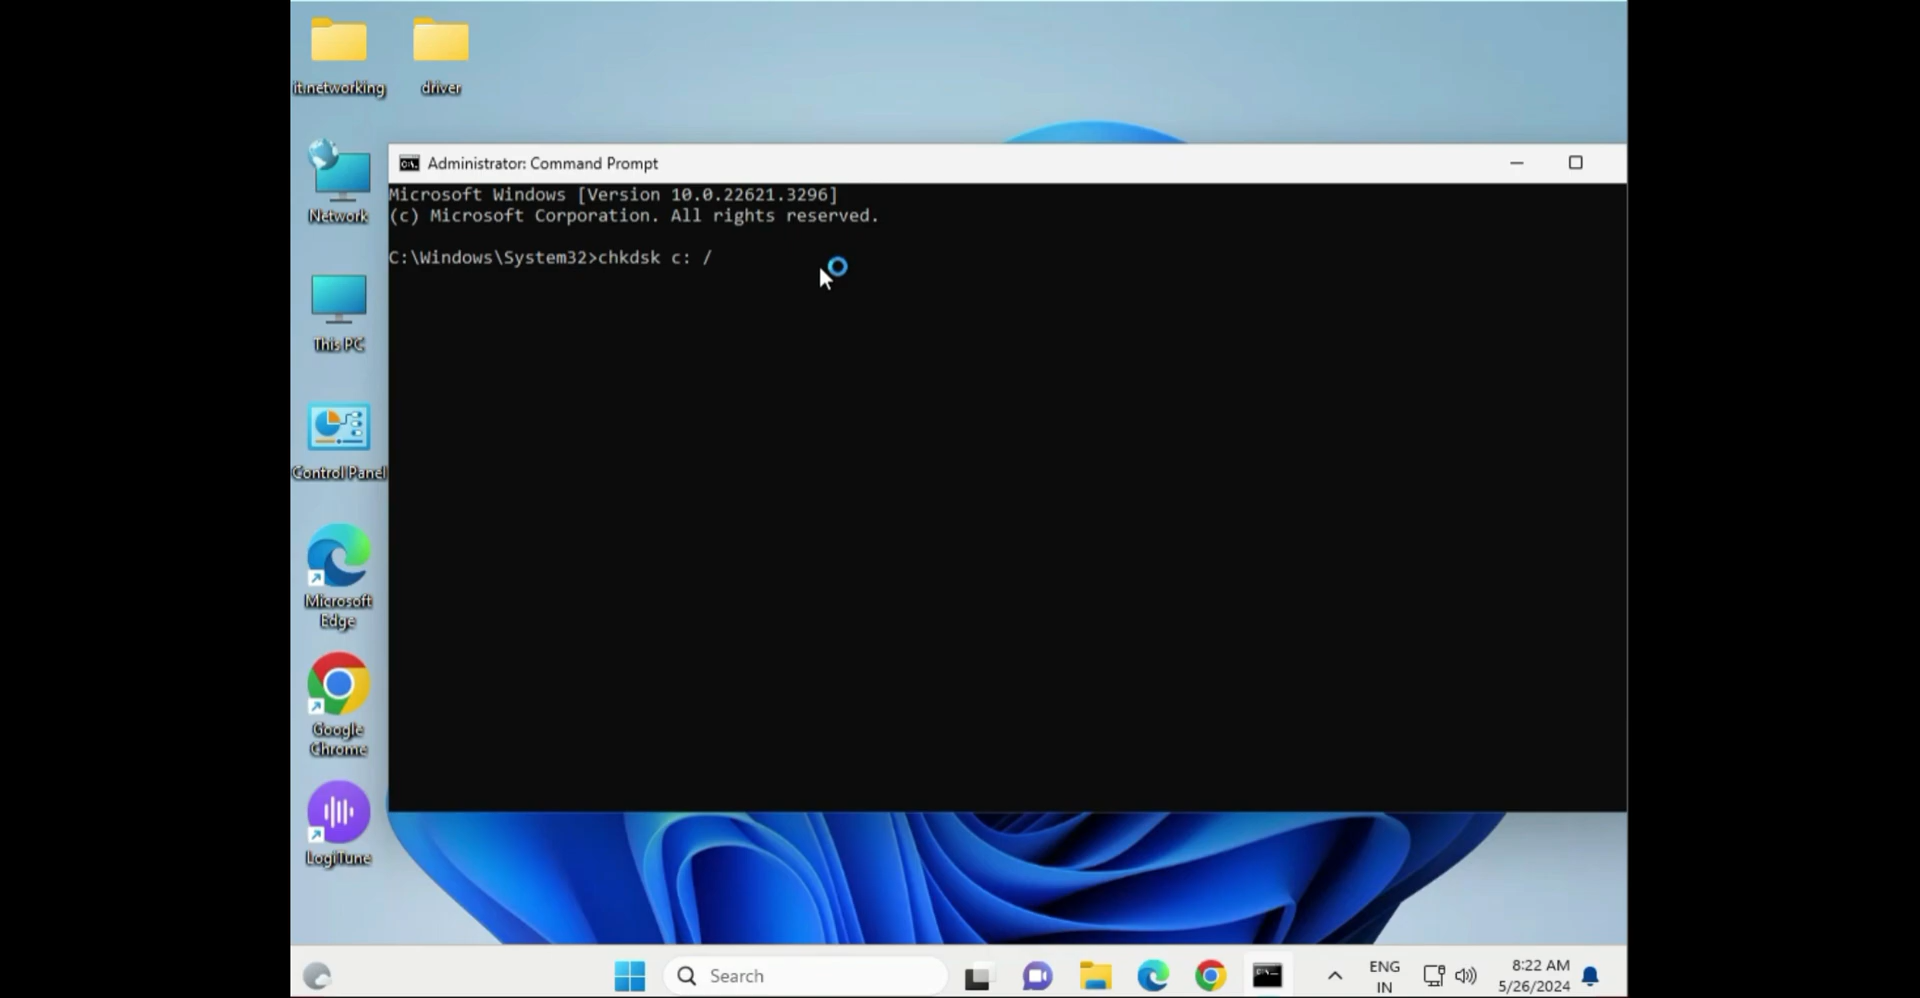 it.networking
driver
Administrator: Command Prompt
Microsoft Windows [Version 10.0.22621.3296]
(c) Microsoft Corporation. All rights reserved.
C:\Windows\System32>chkdsk c: /
Network
This PC
Control Panel
Microsoft
Edge
Google
Chrome
LogiTune
Search
ENG
IN
8:22 AM
5/26/2024